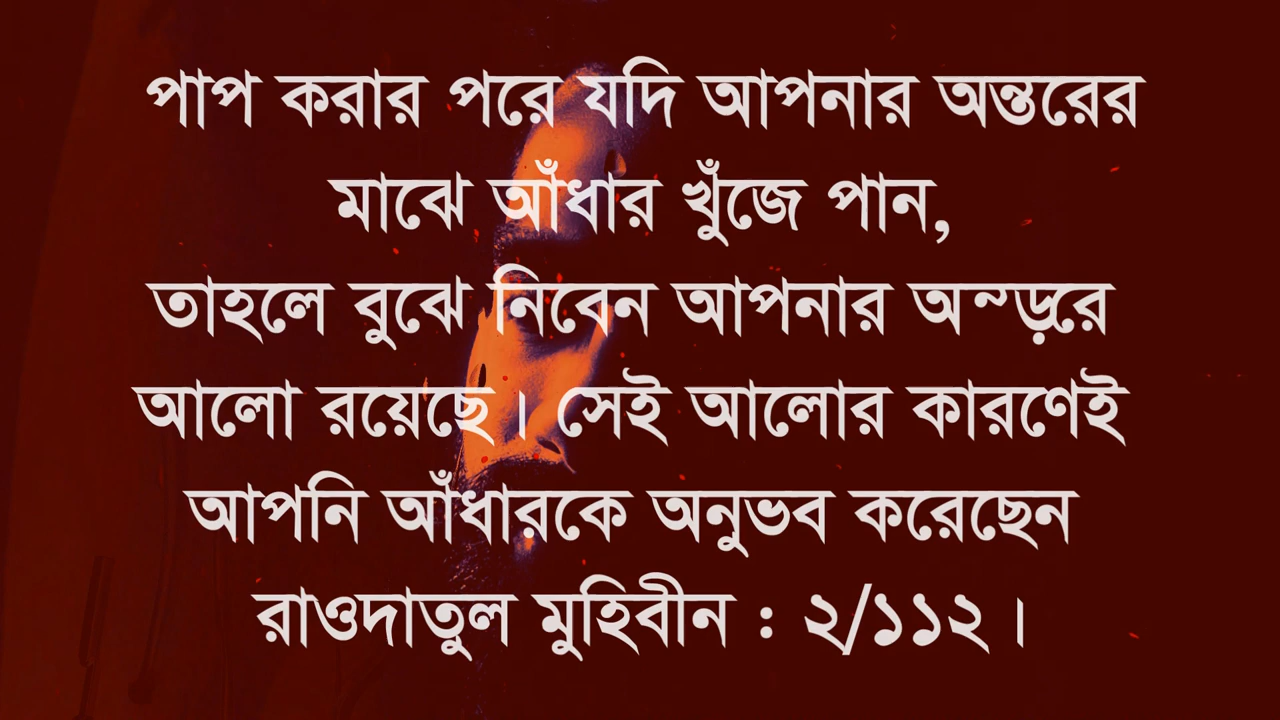 পাপ করার পরে যদি আপনার অন্তরের
মাঝে আঁধার খুঁজে পান,
তাহলে বুঝে নিবেন আপনার অন্ড়রে
আলো রয়েছে। সেই আলোর কারণেই
আপনি আঁধারকে অনুভব করেছেন
রাওদাতুল মুহিবীন : ২/১১২।